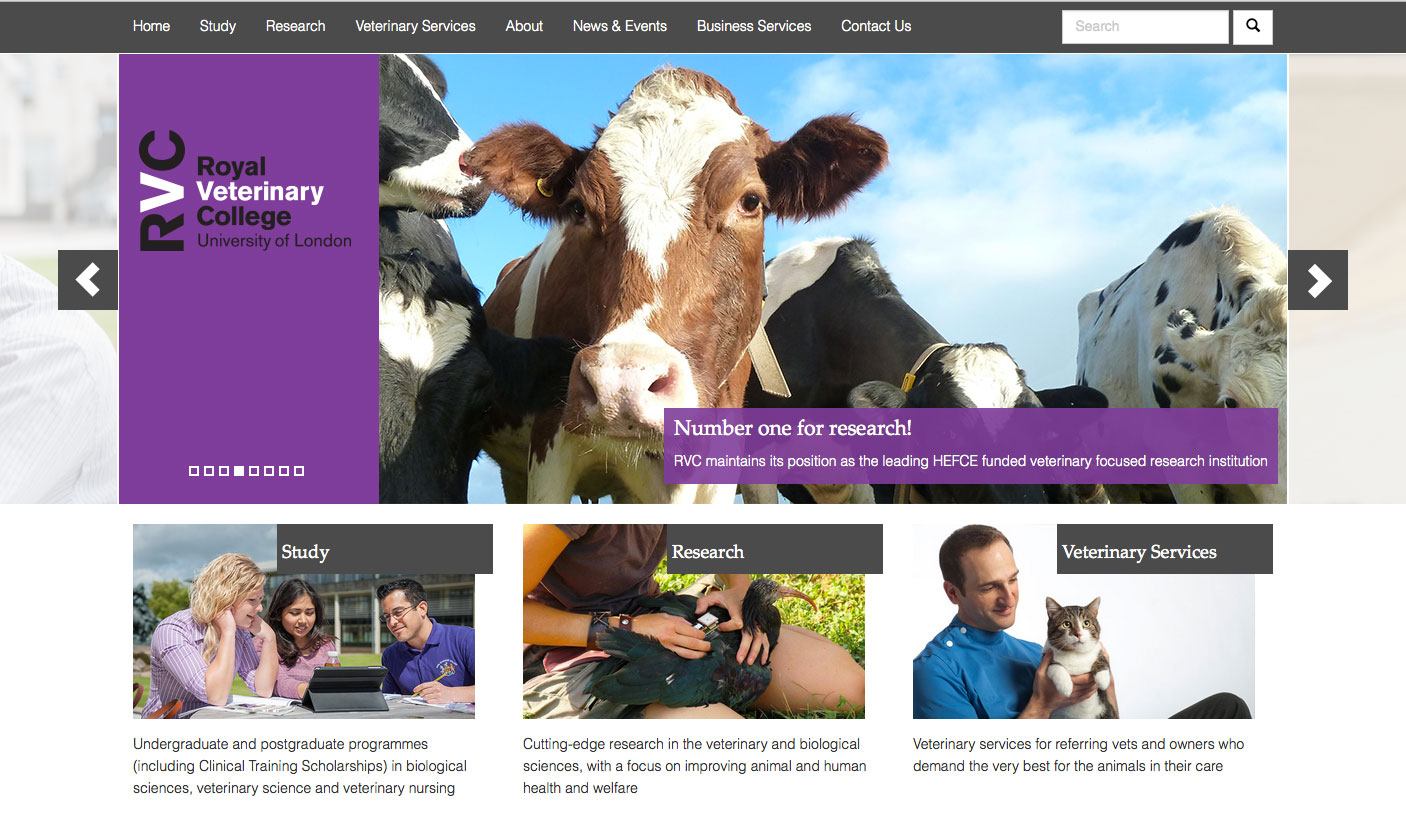 Home Study Research Veterinary Services About News & Events Business Services Contact Us Search
RVC
Royal
Veterinary
College
University of London
Number one for research!
RVC maintains its position as the leading HEFCE funded veterinary focused research institution
Study
Undergraduate and postgraduate programmes
(including Clinical Training Scholarships) in biological
sciences, veterinary science and veterinary nursing
Research
Cutting-edge research in the veterinary and biological
sciences, with a focus on improving animal and human
health and welfare
Veterinary Services
Veterinary services for referring vets and owners who
demand the very best for the animals in their care